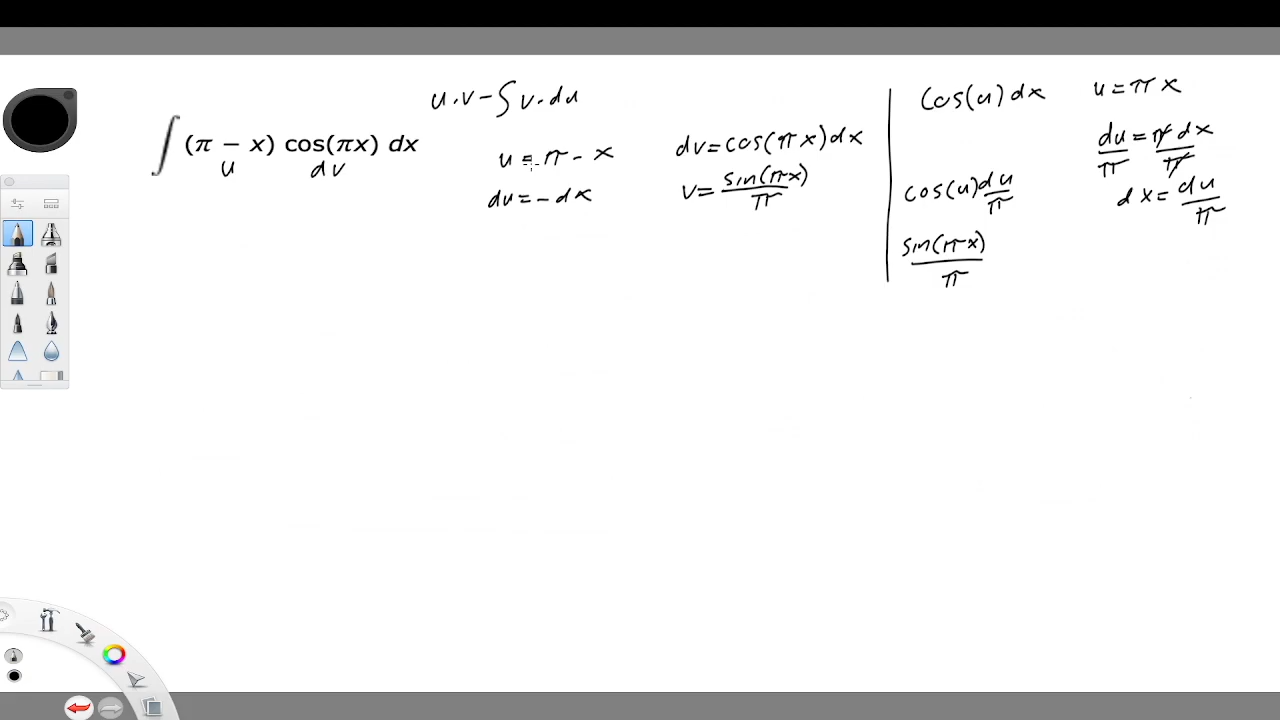 u·v-∫v·du
∫(π − x) cos(πx) dx
u dv
u=π-x
du=-dx
dv=cos(πx)dx
v=sin(πx)/π
cos(u)dx
u=πx
du/π=πdx/π
cos(u)du/π
dx=du/π
sin(πx)/π